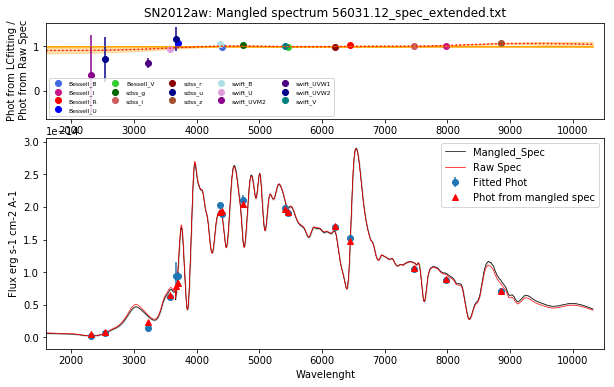 SN2012aw: Mangled spectrum 56031.12_spec_extended.txt
Phot from LCfitting /
Phot from Raw Spec
1
0
Bessell_B
Bessell_I
Bessell_R
Bessell_U
Bessell_V
sdss_g
sdss_i
sdss_r
sdss_u
sdss_z
swift_B
swift_U
swift_UVM2
swift_UVW1
swift_UVW2
swift_V
2000 3000 4000 5000 6000 7000 8000 9000 10000
1e−14
Flux erg s-1 cm-2 A-1
3.0
2.5
2.0
1.5
1.0
0.5
0.0
Mangled_Spec
Raw Spec
Fitted Phot
Phot from mangled spec
2000 3000 4000 5000 6000 7000 8000 9000 10000
Wavelenght